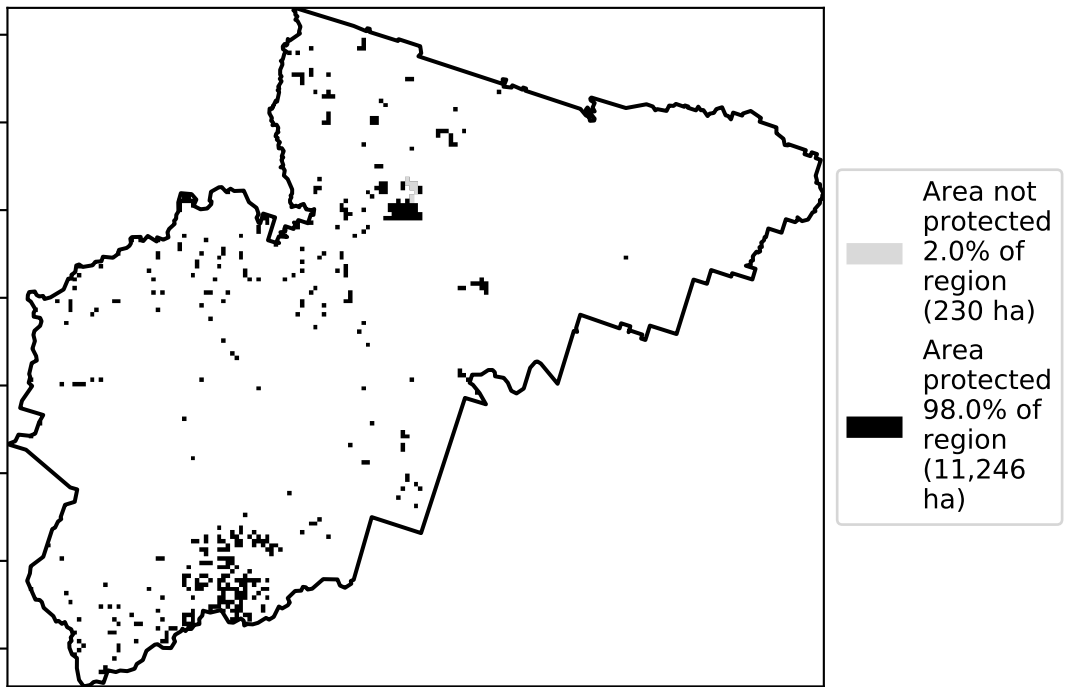 Area not
protected
2.0% of
region
(230 ha)
Area
protected
98.0% of
region
(11,246
ha)